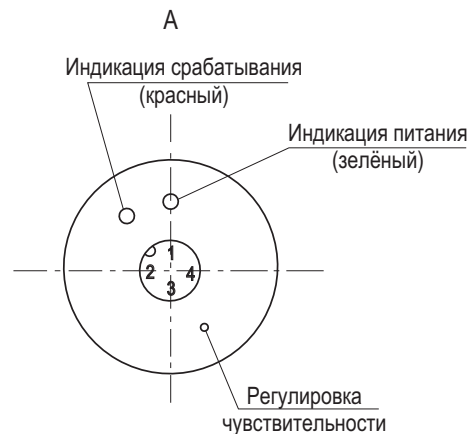 А
Индикация срабатывания
(красный)
Индикация питания
(зелёный)
1
2
4
3
Регулировка
чувствительности